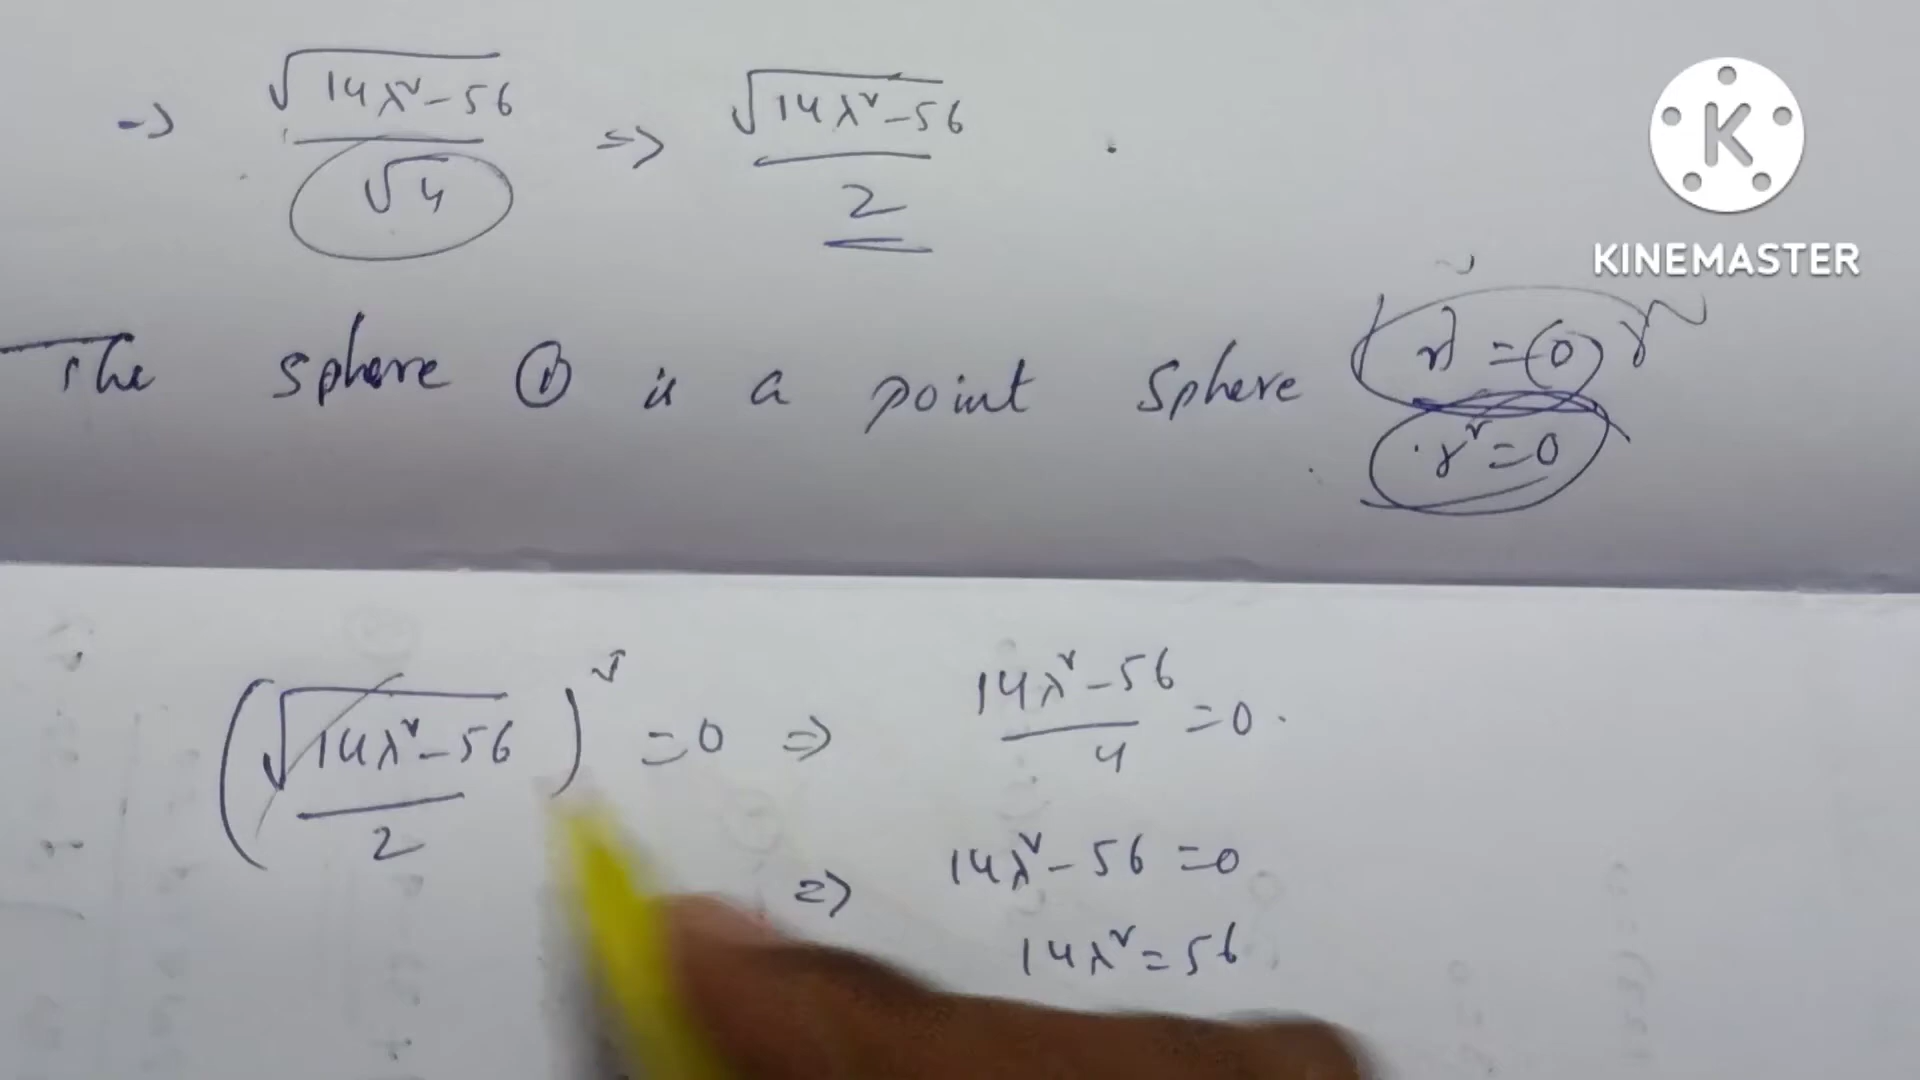 => √14λ²-56 / √4 => √14λ²-56 / 2
K
KINEMASTER
The sphere ① is a point sphere r² = 0
r² = 0
(√14λ²-56 / 2)² = 0 => 14λ²-56 / 4 = 0
=> 14λ²-56 = 0
14λ² = 56